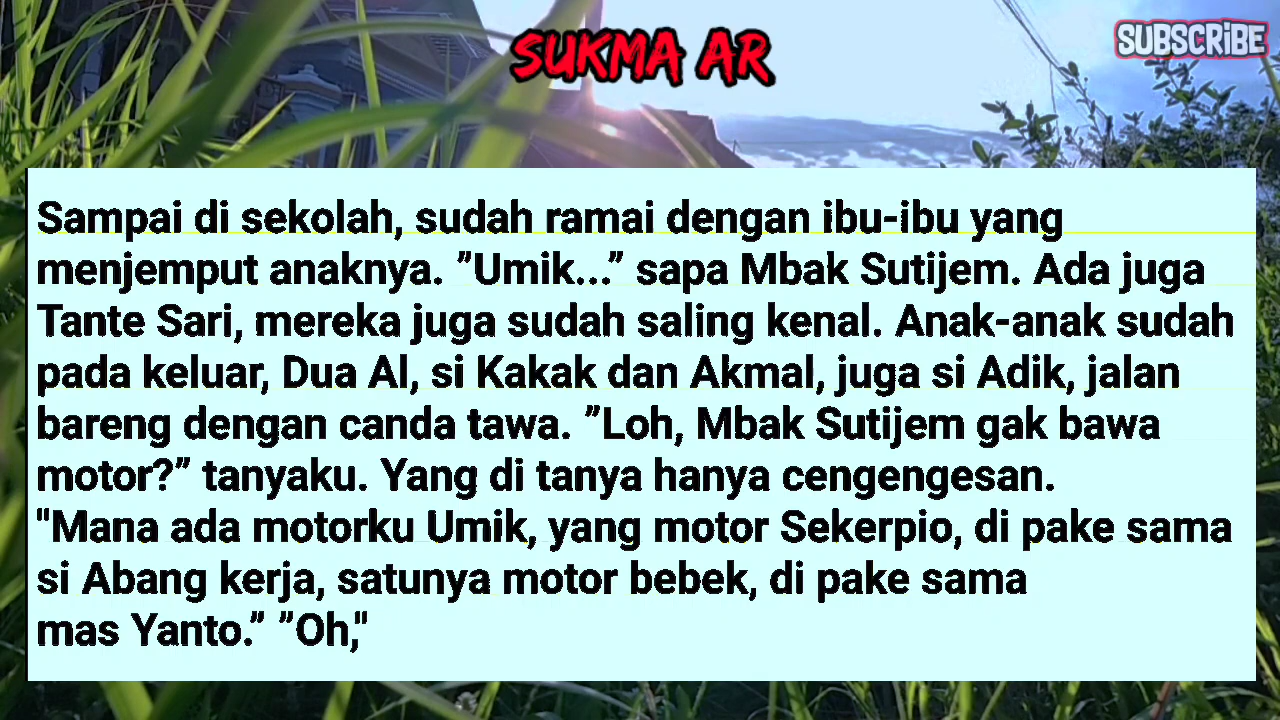 SUKMA AR
SUBSCRIBE
Sampai di sekolah, sudah ramai dengan ibu-ibu yang
menjemput anaknya. ”Umik...” sapa Mbak Sutijem. Ada juga
Tante Sari, mereka juga sudah saling kenal. Anak-anak sudah
pada keluar, Dua Al, si Kakak dan Akmal, juga si Adik, jalan
bareng dengan canda tawa. ”Loh, Mbak Sutijem gak bawa
motor?” tanyaku. Yang di tanya hanya cengengesan.
"Mana ada motorku Umik, yang motor Sekerpio, di pake sama
si Abang kerja, satunya motor bebek, di pake sama
mas Yanto.” ”Oh,"